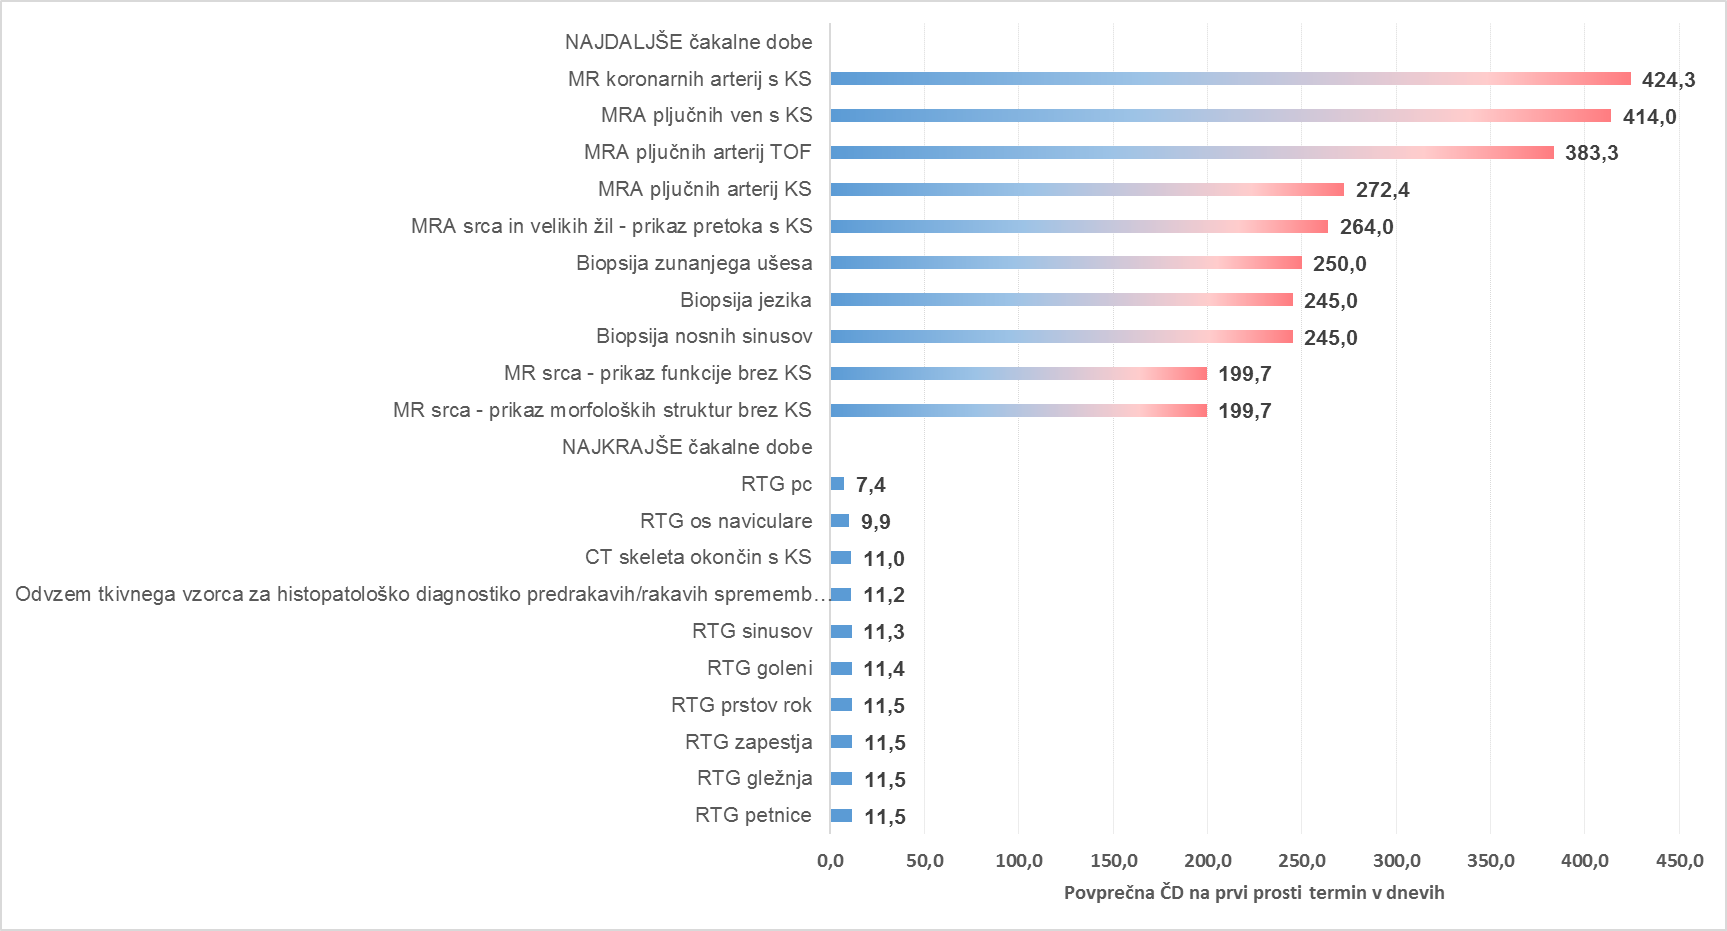 NAJDALJŠE čakalne dobe
MR koronarnih arterij s KS 424,3
MRA pljučnih ven s KS 414,0
MRA pljučnih arterij TOF 383,3
MRA pljučnih arterij KS 272,4
MRA srca in velikih žil - prikaz pretoka s KS 264,0
Biopsija zunanjega ušesa 250,0
Biopsija jezika 245,0
Biopsija nosnih sinusov 245,0
MR srca - prikaz funkcije brez KS 199,7
MR srca - prikaz morfoloških struktur brez KS 199,7
NAJKRAJŠE čakalne dobe
RTG pc 7,4
RTG os naviculare 9,9
CT skeleta okončin s KS 11,0
Odvzem tkivnega vzorca za histopatološko diagnostiko predrakavih/rakavih sprememb… 11,2
RTG sinusov 11,3
RTG goleni 11,4
RTG prstov rok 11,5
RTG zapestja 11,5
RTG gležnja 11,5
RTG petnice 11,5
0,0 50,0 100,0 150,0 200,0 250,0 300,0 350,0 400,0 450,0
Povprečna ČD na prvi prosti termin v dnevih